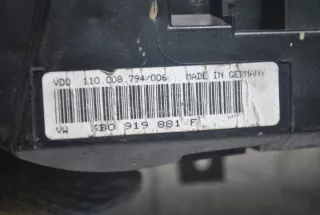 VDO 110.008.794/006 MADE IN GERMANY
VW 3B0 919 881 F